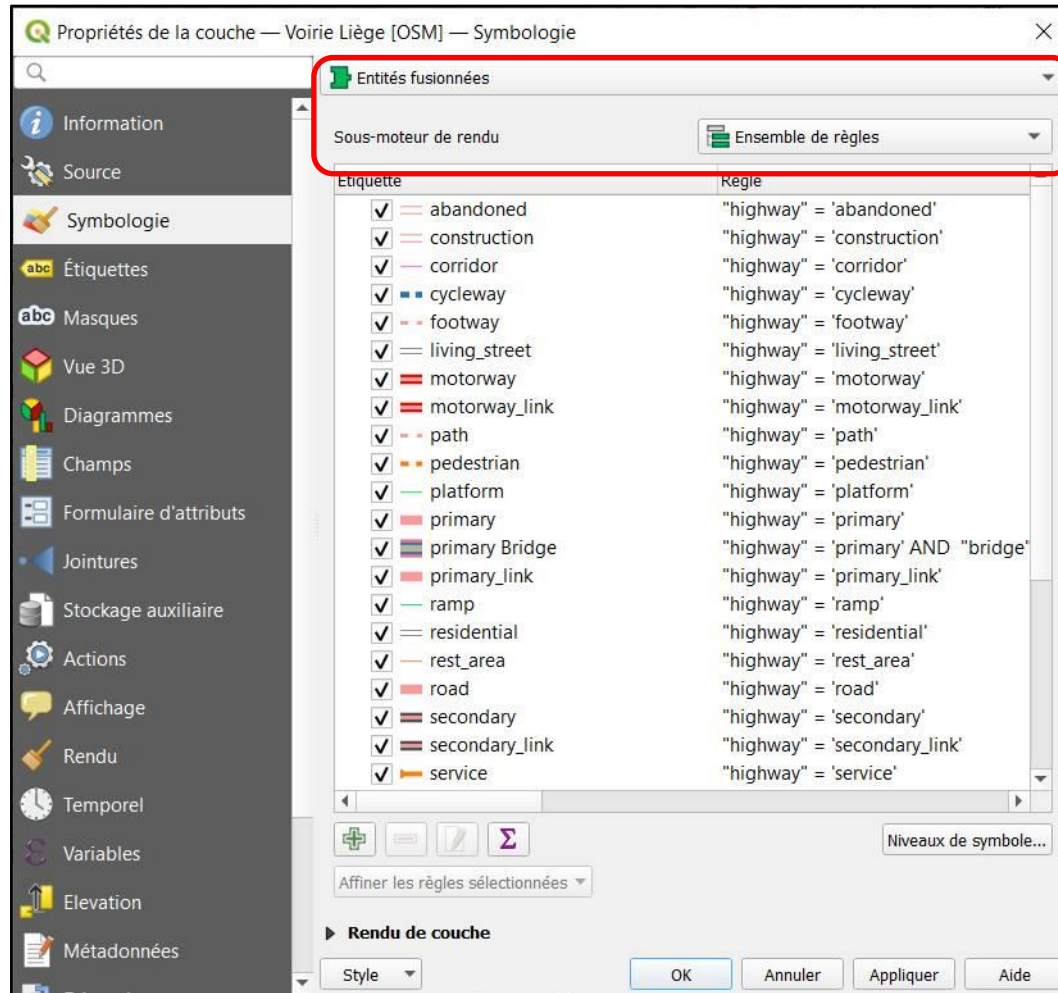 Propriétés de la couche — Voirie Liège [OSM] — Symbologie
Information
Source
Symbologie
abc Étiquettes
abc Masques
Vue 3D
Diagrammes
Champs
Formulaire d'attributs
Jointures
Stockage auxiliaire
Actions
Affichage
Rendu
Temporel
Variables
Elevation
Métadonnées
Entités fusionnées
Sous-moteur de rendu Ensemble de règles
Étiquette Règle
abandoned "highway" = 'abandoned'
construction "highway" = 'construction'
corridor "highway" = 'corridor'
cycleway "highway" = 'cycleway'
footway "highway" = 'footway'
living_street "highway" = 'living_street'
motorway "highway" = 'motorway'
motorway_link "highway" = 'motorway_link'
path "highway" = 'path'
pedestrian "highway" = 'pedestrian'
platform "highway" = 'platform'
primary "highway" = 'primary'
primary Bridge "highway" = 'primary' AND "bridge"
primary_link "highway" = 'primary_link'
ramp "highway" = 'ramp'
residential "highway" = 'residential'
rest_area "highway" = 'rest_area'
road "highway" = 'road'
secondary "highway" = 'secondary'
secondary_link "highway" = 'secondary_link'
service "highway" = 'service'
Σ
Niveaux de symbole...
Affiner les règles sélectionnées
Rendu de couche
Style OK Annuler Appliquer Aide